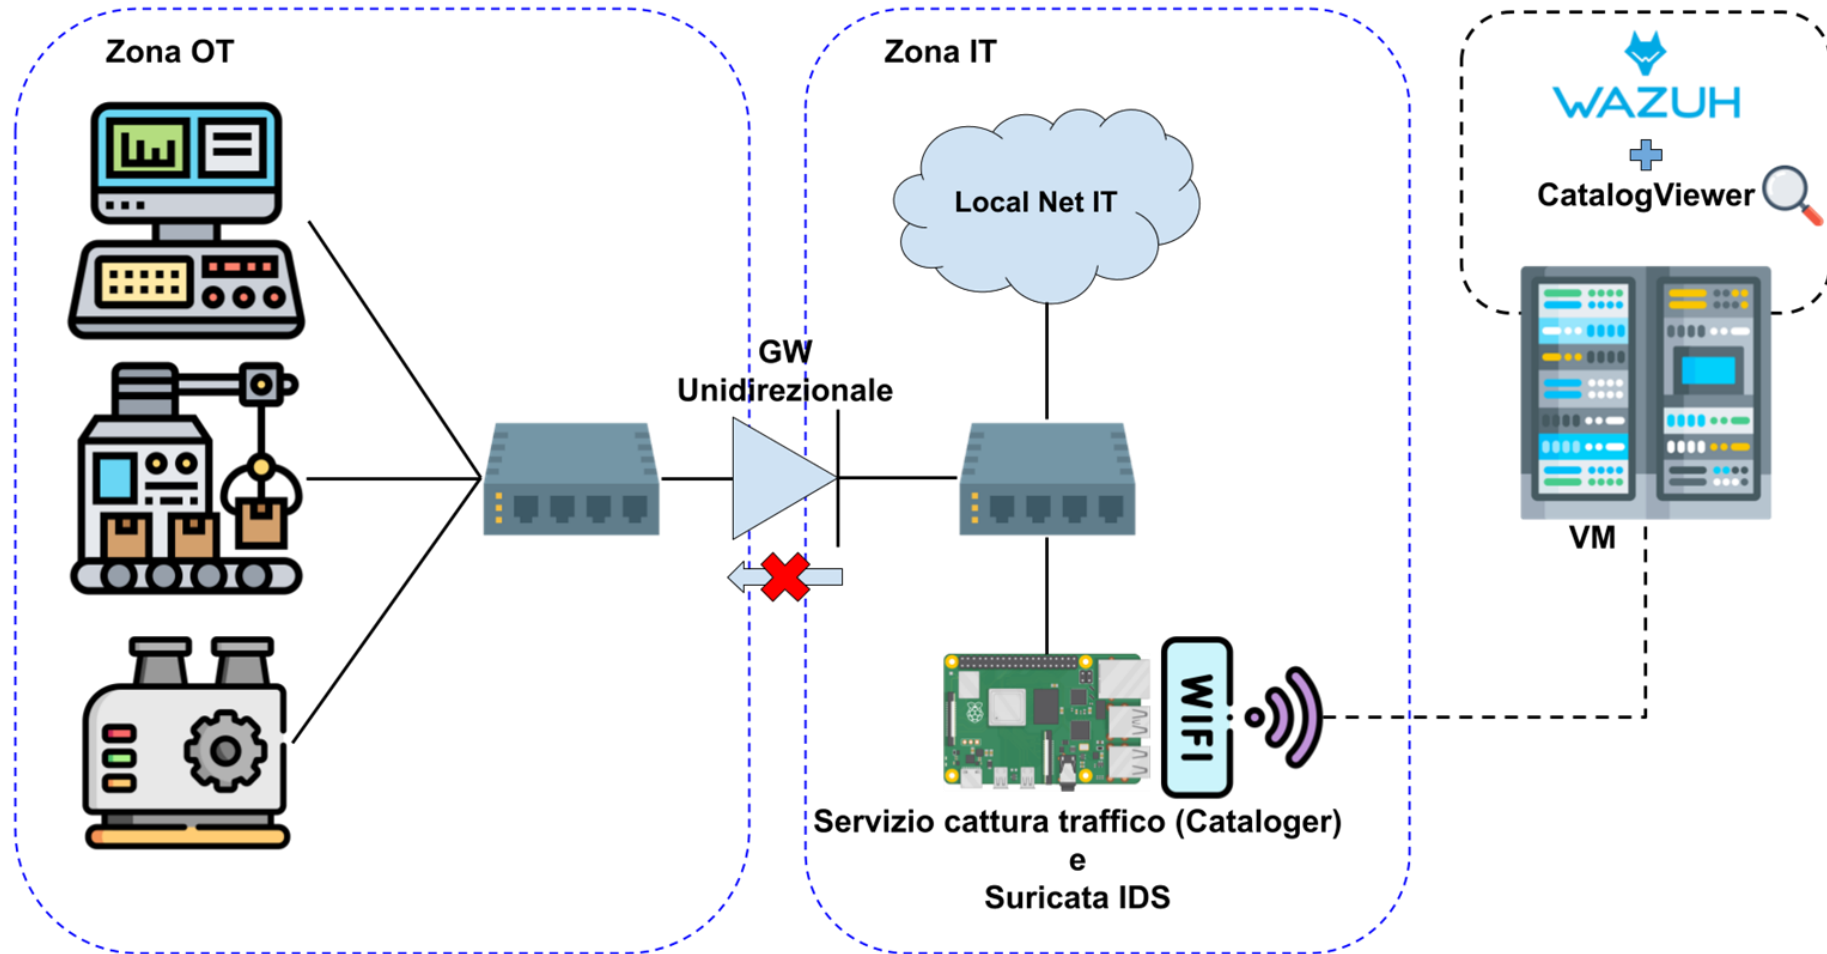 Zona OT
Zona IT
WAZUH
CatalogViewer
Local Net IT
GW
Unidirezionale
VM
WIFI
Servizio cattura traffico (Cataloger)
e
Suricata IDS